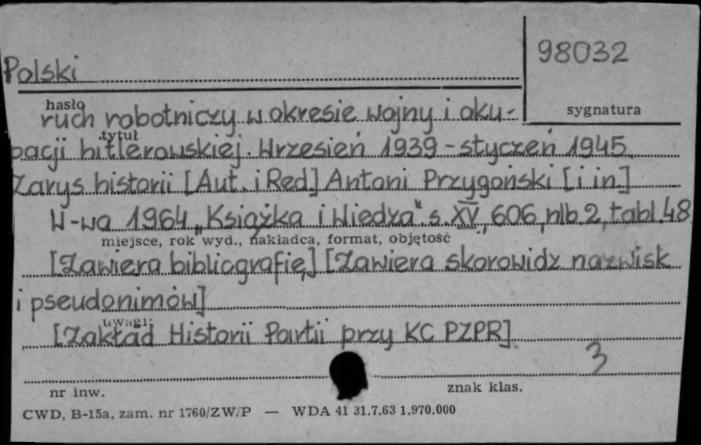 98032
Polski
hasło
sygnatura
ruch robotniczy w okresie wojny i oku-
tytuł
pacji hitlerowskiej. Wrzesień 1939 - styczeń 1945.
Zarys historii [Aut. i Red] Antoni Przygoński [i in.]
W-wa 1964 „Książka i Wiedza" s. XV, 606, nlb. 2, tabl. 48
miejsce, rok wyd., nakładca, format, objętość
[Zawiera bibliografię] [Zawiera skorowidz nazwisk
i pseudonimów]
uwagi:
[Zakład Historii Partii przy KC PZPR]
3
nr inw.
znak klas.
CWD, B-15a, zam. nr 1760/ZW/P — WDA 41 31.7.63 1.970.000